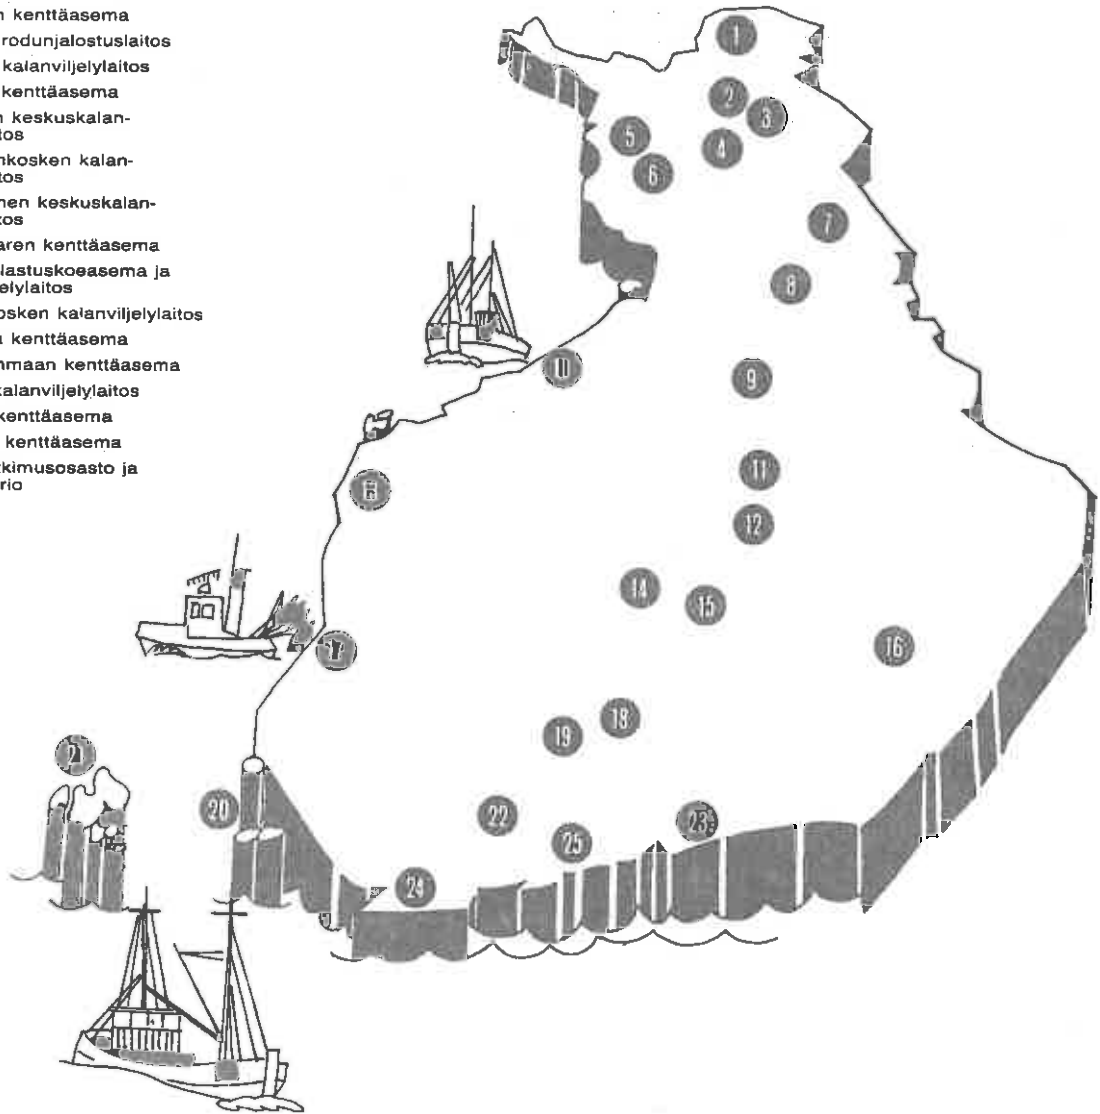 kenttäasema
rodunjalostuslaitos
kalanviljelylaitos
kenttäasema
keskuskalan-
tos
nkosken kalan-
tos
nen keskuskalan-
tos
aren kenttäasema
lastuskoeasema ja
elylaitos
osken kalanviljelylaitos
kenttäasema
nmaan kenttäasema
kalanviljelylaitos
kenttäasema
kenttäasema
kimusosasto ja
rio
1
2
3
5
4
6
7
8
9
11
12
14
15
16
18
19
20
22
23
25
24